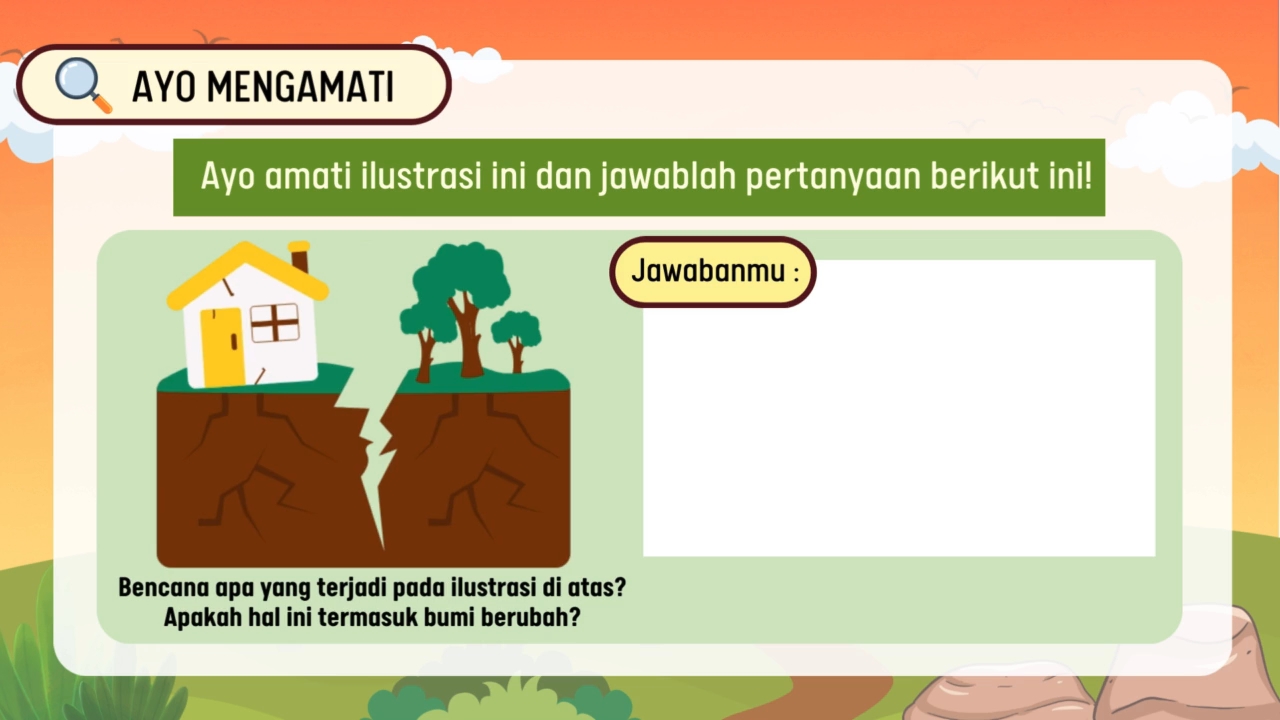 AYO MENGAMATI
Ayo amati ilustrasi ini dan jawablah pertanyaan berikut ini!
Jawabanmu :
Bencana apa yang terjadi pada ilustrasi di atas?
Apakah hal ini termasuk bumi berubah?